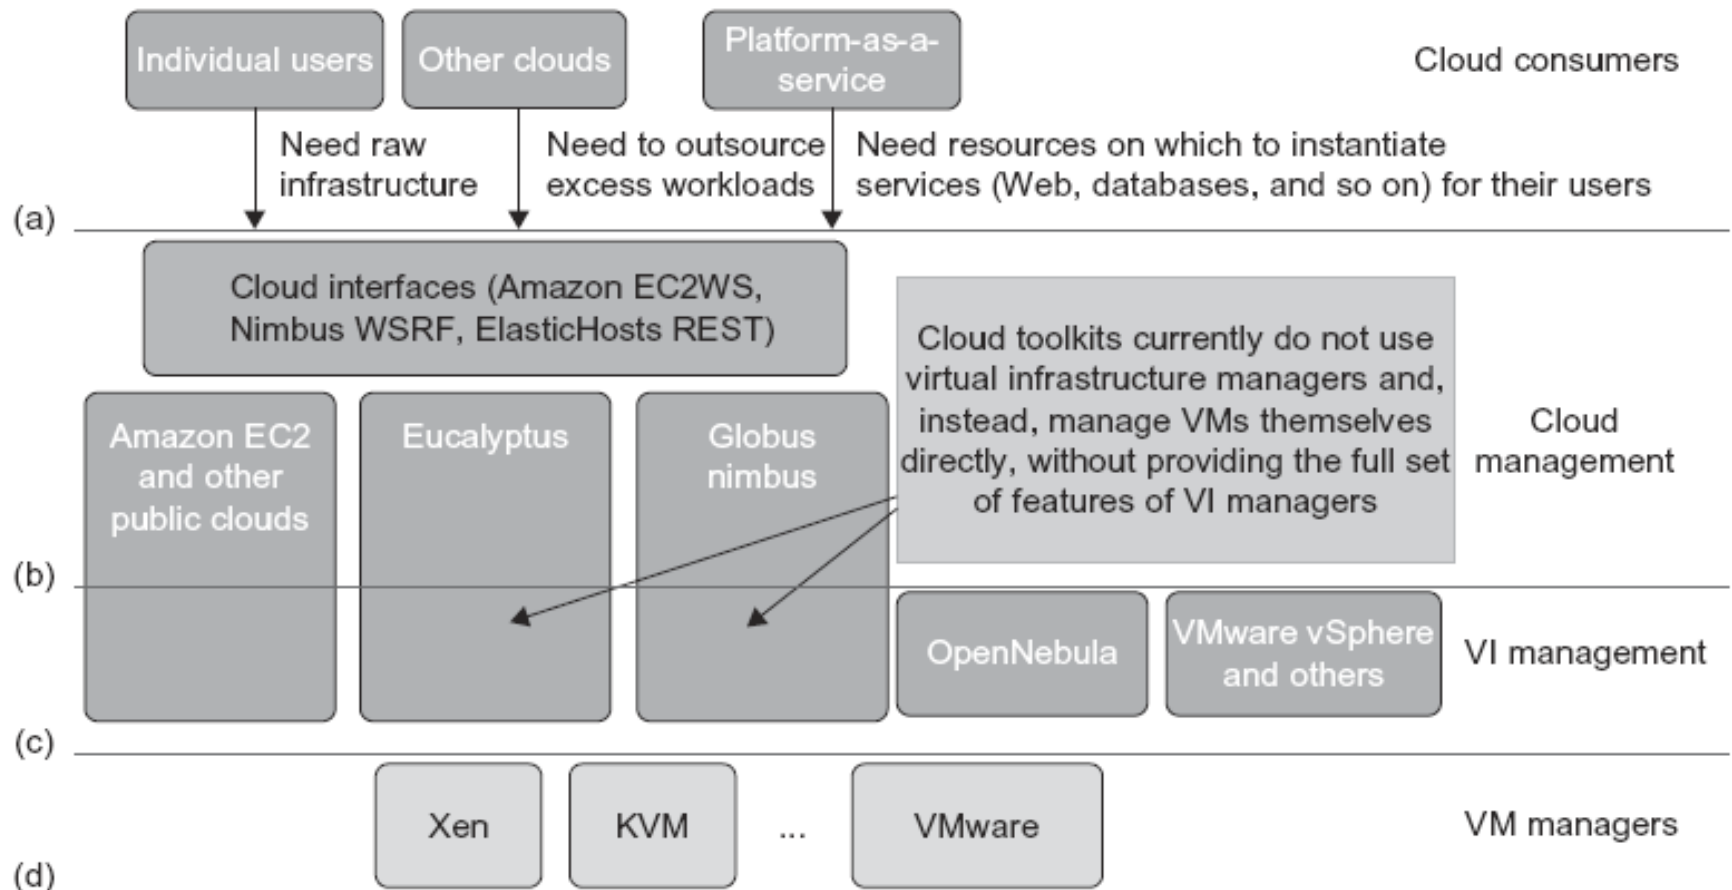 Individual users
Other clouds
Platform-as-a-
service
Cloud consumers
Need raw
infrastructure
Need to outsource
excess workloads
Need resources on which to instantiate
services (Web, databases, and so on) for their users
(a)
Cloud interfaces (Amazon EC2WS,
Nimbus WSRF, ElasticHosts REST)
Cloud toolkits currently do not use
virtual infrastructure managers and,
instead, manage VMs themselves
directly, without providing the full set
of features of VI managers
Amazon EC2
and other
public clouds
Eucalyptus
Globus
nimbus
Cloud
management
(b)
OpenNebula
VMware vSphere
and others
VI management
(c)
Xen
KVM
...
VMware
VM managers
(d)